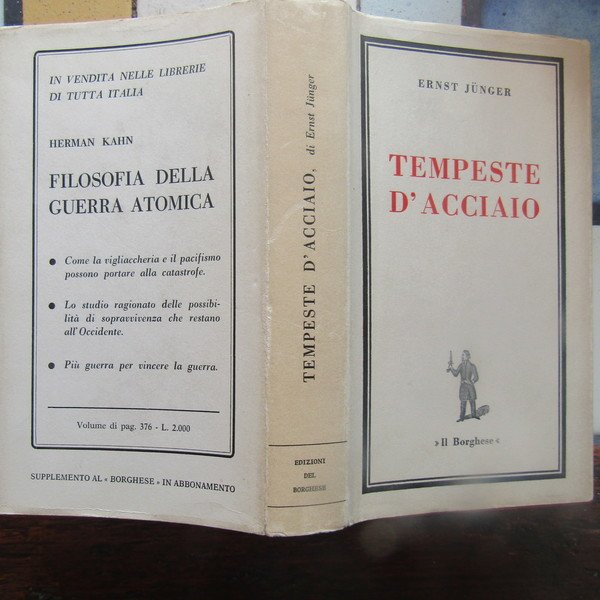 IN VENDITA NELLE LIBRERIE
DI TUTTA ITALIA
HERMAN KAHN
FILOSOFIA DELLA
GUERRA ATOMICA
● Come la vigliaccheria e il pacifismo
possono portare alla catastrofe.
● Lo studio ragionato delle possibi-
lità di sopravvivenza che restano
all'Occidente.
● Più guerra per vincere la guerra.
Volume di pag. 376 - L. 2.000
SUPPLEMENTO AL « BORGHESE » IN ABBONAMENTO
TEMPESTE D'ACCIAIO, di Ernst Jünger
EDIZIONI
DEL
BORGHESE
ERNST JÜNGER
TEMPESTE
D'ACCIAIO
» Il Borghese «